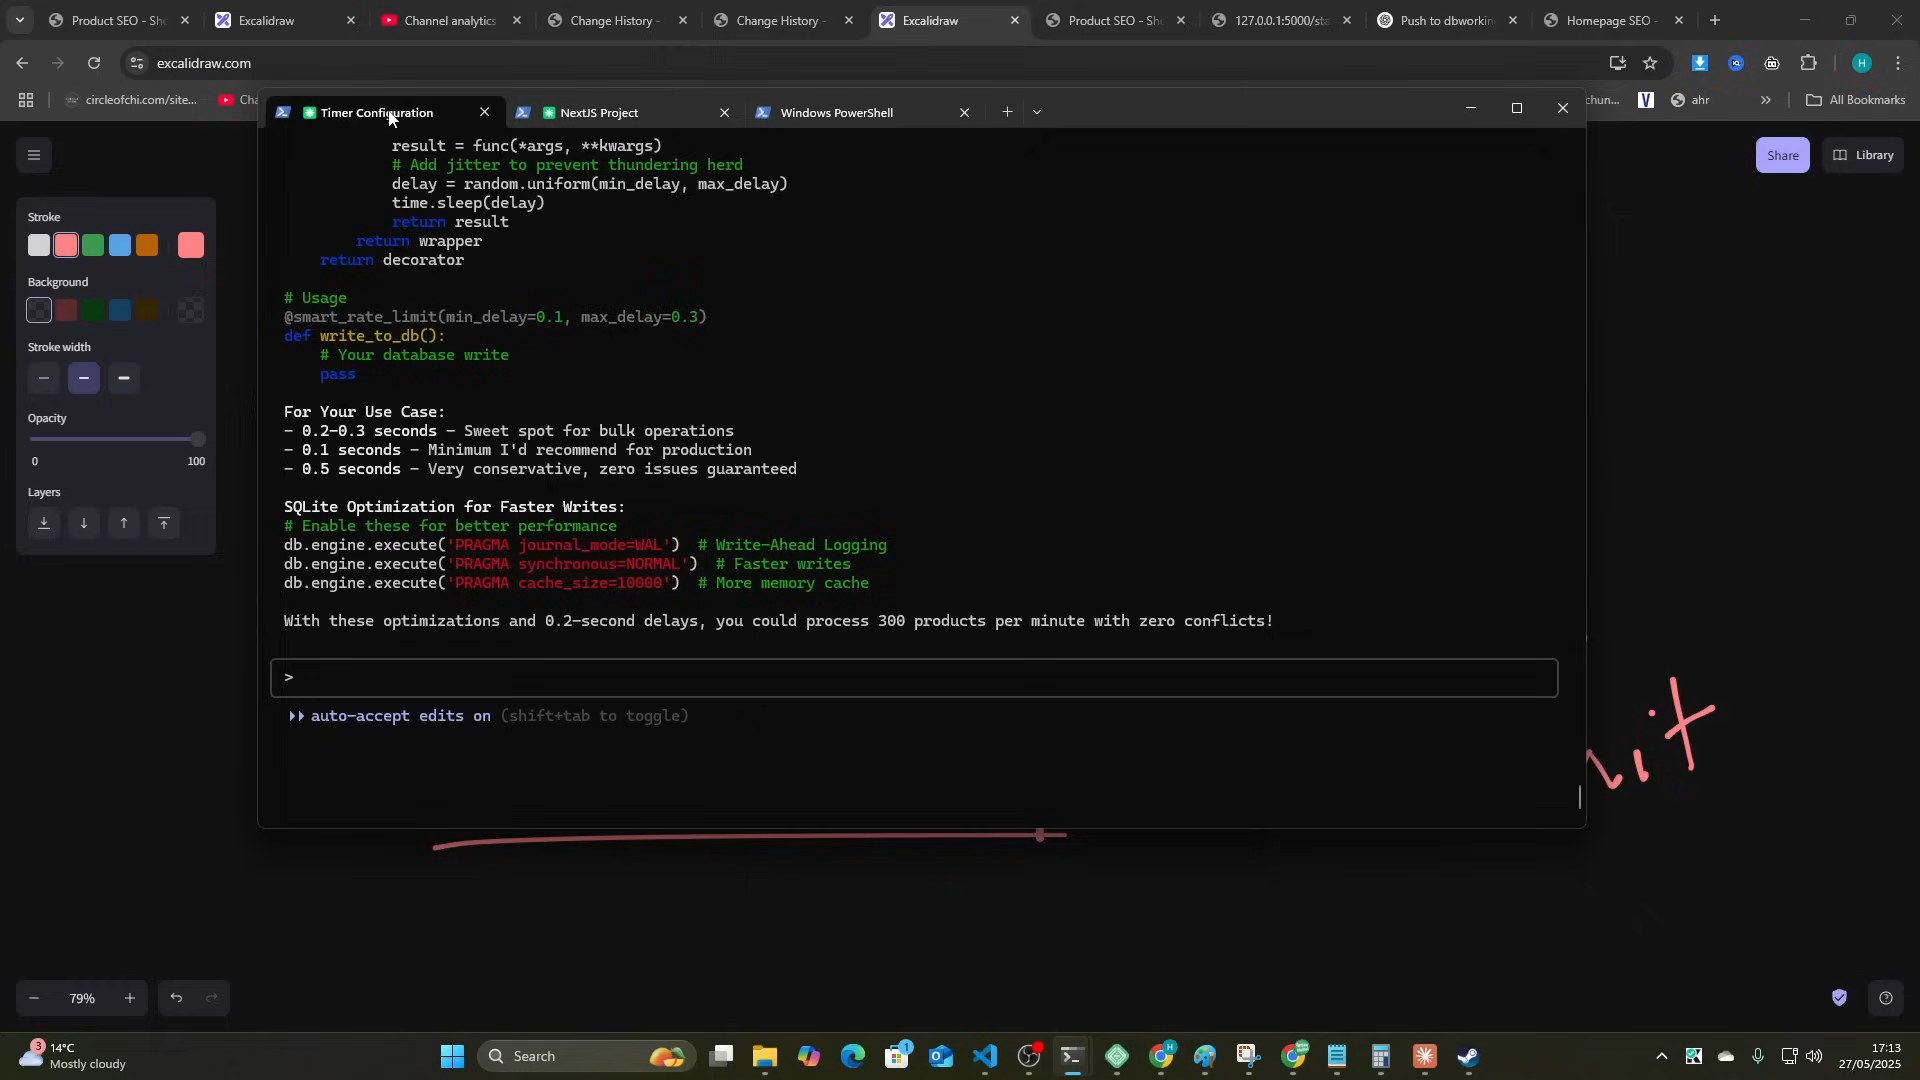 Product SEO - Sho
Excalidraw
Channel analytics
Change History -
Change History -
Excalidraw
Product SEO - Sho
127.0.0.1:5000/sta
Push to dbworkin
Homepage SEO -
excalidraw.com
H
circleofchi.com/site...
Cha
chun...
ahr
All Bookmarks
Timer Configuration
NextJS Project
Windows PowerShell
Share
Library
Stroke
Background
Stroke width
Opacity
0
100
Layers
result = func(*args, **kwargs)
# Add jitter to prevent thundering herd
delay = random.uniform(min_delay, max_delay)
time.sleep(delay)
return result
return wrapper
return decorator
# Usage
@smart_rate_limit(min_delay=0.1, max_delay=0.3)
def write_to_db():
# Your database write
pass
For Your Use Case:
- 0.2-0.3 seconds - Sweet spot for bulk operations
- 0.1 seconds - Minimum I'd recommend for production
- 0.5 seconds - Very conservative, zero issues guaranteed
SQLite Optimization for Faster Writes:
# Enable these for better performance
db.engine.execute('PRAGMA journal_mode=WAL') # Write-Ahead Logging
db.engine.execute('PRAGMA synchronous=NORMAL') # Faster writes
db.engine.execute('PRAGMA cache_size=10000') # More memory cache
With these optimizations and 0.2-second delays, you could process 300 products per minute with zero conflicts!
>
auto-accept edits on (shift+tab to toggle)
79%
3
14°C
Mostly cloudy
Search
1
17:13
27/05/2025